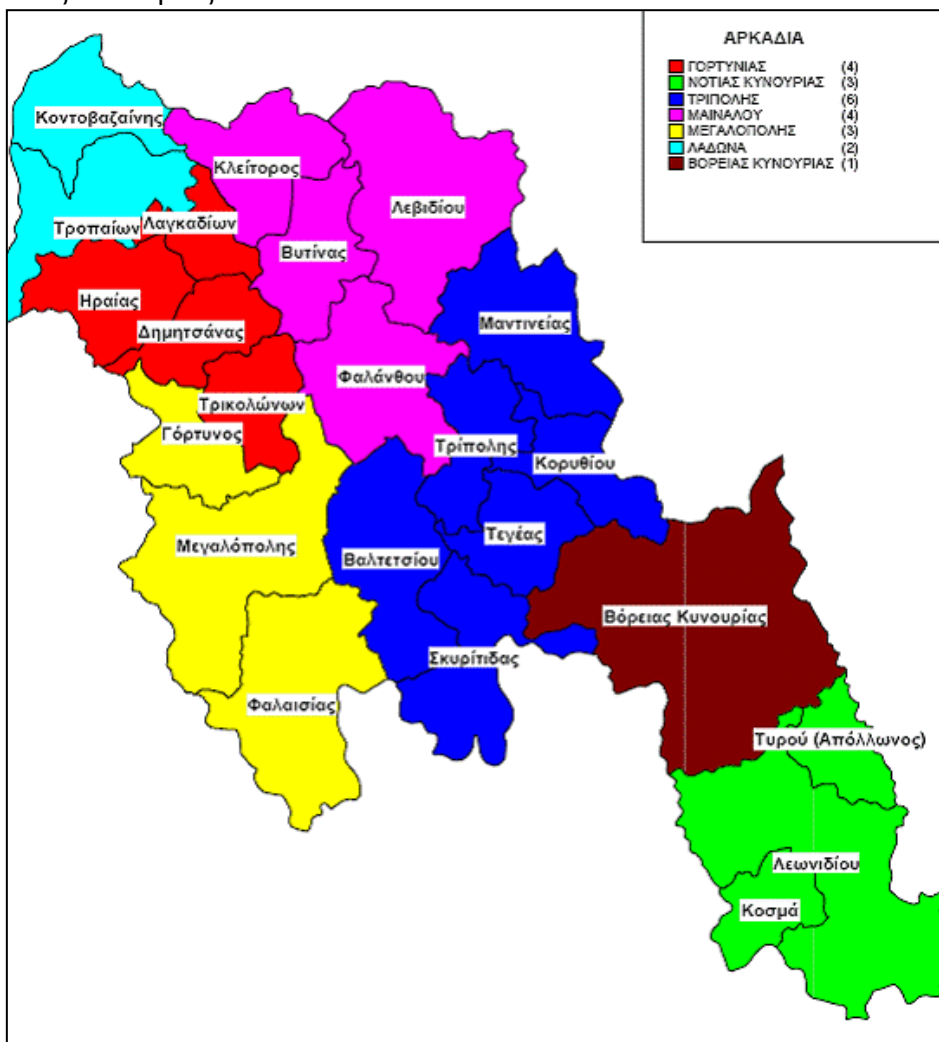 ΑΡΚΑΔΙΑ
ΓΟΡΤΥΝΙΑΣ (4)
ΝΟΤΙΑΣ ΚΥΝΟΥΡΙΑΣ (3)
ΤΡΙΠΟΛΗΣ (6)
ΜΑΙΝΑΛΟΥ (4)
ΜΕΓΑΛΟΠΟΛΗΣ (3)
ΛΑΔΩΝΑ (2)
ΒΟΡΕΙΑΣ ΚΥΝΟΥΡΙΑΣ (1)
Κοντοβαζαίνης
Κλείτορος
Λεβιδίου
Τροπαίων
Λαγκαδίων
Βυτίνας
Ηραίας
Δημητσάνας
Μαντινείας
Φαλάνθου
Τρικολώνων
Γόρτυνος
Τρίπολης
Κορυθίου
Τεγέας
Μεγαλόπολης
Βαλτετσίου
Βόρειας Κυνουρίας
Σκυρίτιδας
Φαλαισίας
Τυρού (Απόλλωνος)
Λεωνιδίου
Κοσμά